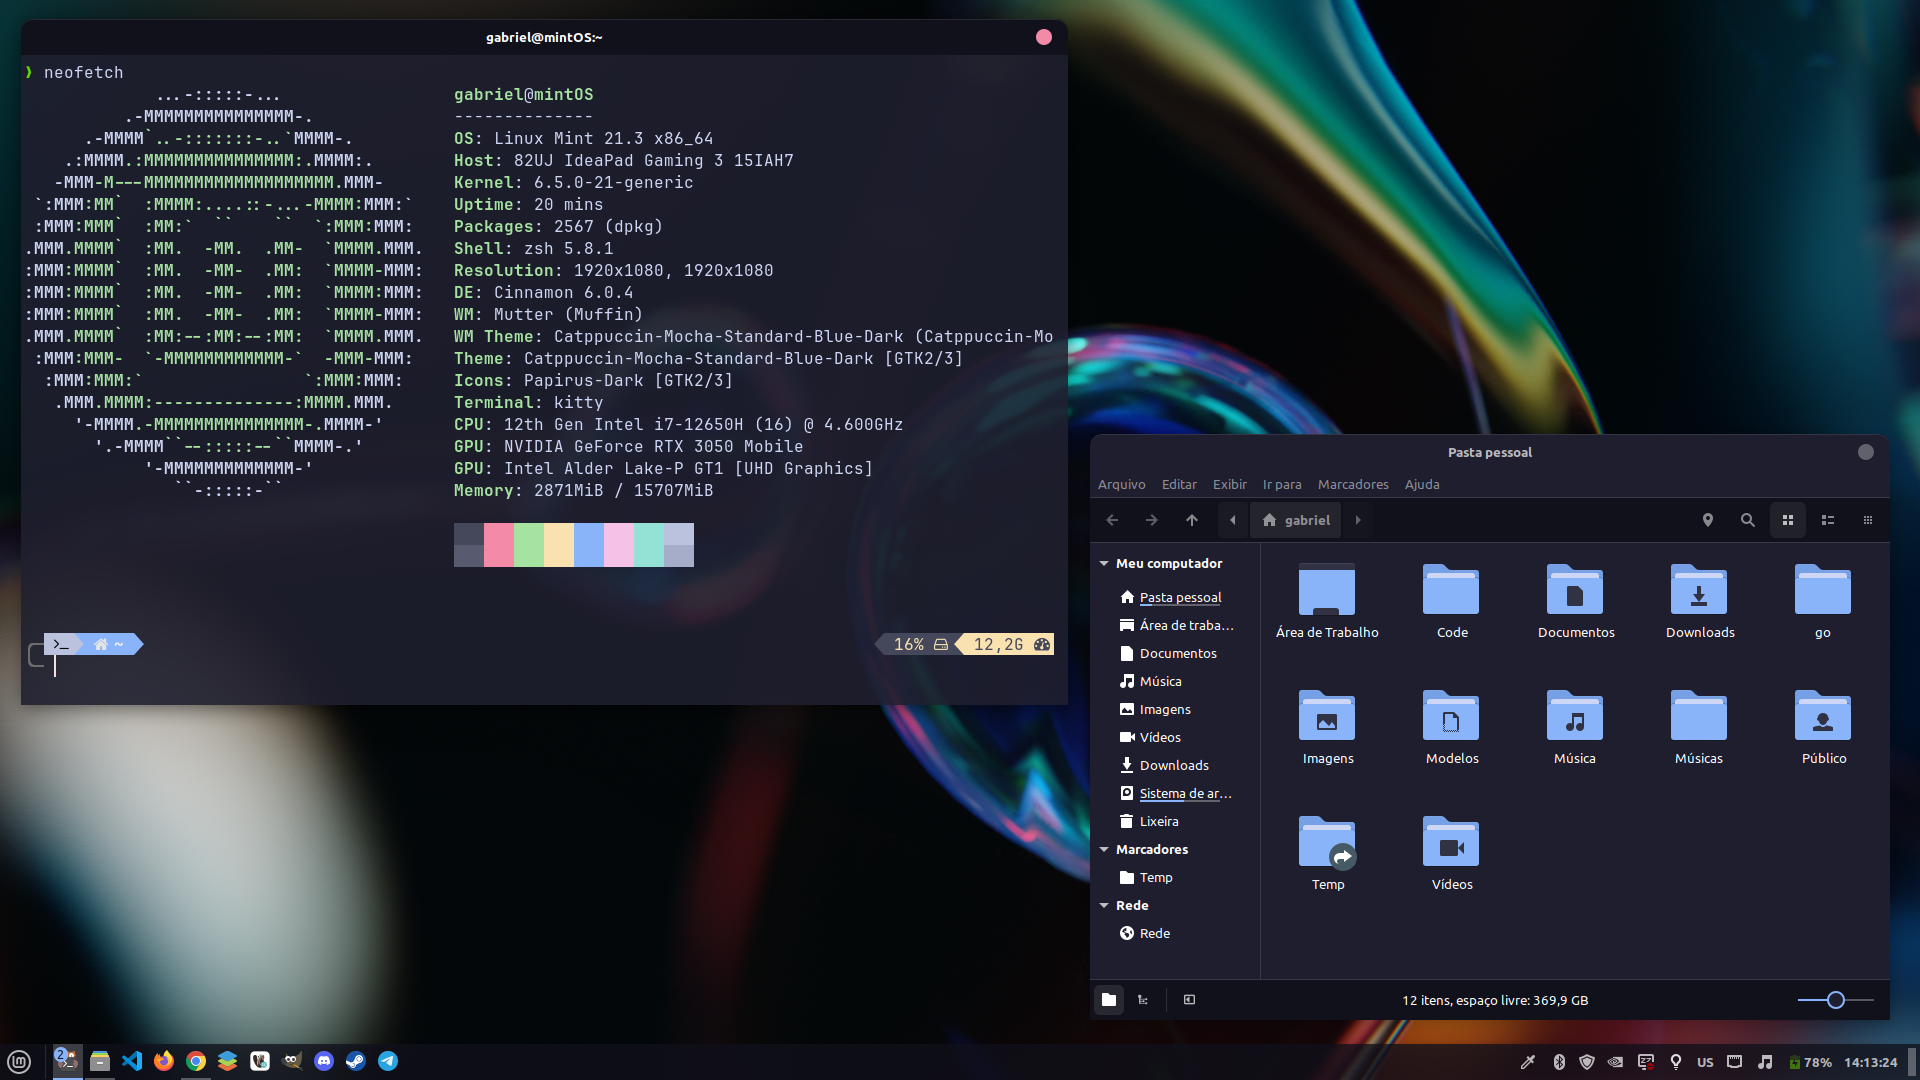 gabriel@mintOS:~
❯ neofetch
...-:::::-...
.-MMMMMMMMMMMMMMM-.
.-MMMM`..-:::::::-..`MMMM-.
.:MMMM.:MMMMMMMMMMMMMMM:.MMMM:.
-MMM-M---MMMMMMMMMMMMMMMMMMM.MMM-
`:MMM:MM`  :MMMM:....::-...-MMMM:MMM:`
:MMM:MMM`  :MM:`  ``    ``  `:MMM:MMM:
.MMM.MMMM`  :MM.  -MM.  .MM-  `MMMM.MMM.
:MMM:MMMM`  :MM.  -MM-  .MM:  `MMMM-MMM:
:MMM:MMMM`  :MM.  -MM-  .MM:  `MMMM:MMM:
:MMM:MMMM`  :MM.  -MM-  .MM:  `MMMM-MMM:
.MMM.MMMM`  :MM:--:MM:--:MM:  `MMMM.MMM.
:MMM:MMM-  `-MMMMMMMMMMMM-`  -MMM-MMM:
:MMM:MMM:`                `:MMM:MMM:
.MMM.MMMM:--------------:MMMM.MMM.
'-MMMM.-MMMMMMMMMMMMMMM-.MMMM-'
'.-MMMM``--:::::--``MMMM-.'
'-MMMMMMMMMMMMM-'
``-:::::-``
gabriel@mintOS
--------------
OS: Linux Mint 21.3 x86_64
Host: 82UJ IdeaPad Gaming 3 15IAH7
Kernel: 6.5.0-21-generic
Uptime: 20 mins
Packages: 2567 (dpkg)
Shell: zsh 5.8.1
Resolution: 1920x1080, 1920x1080
DE: Cinnamon 6.0.4
WM: Mutter (Muffin)
WM Theme: Catppuccin-Mocha-Standard-Blue-Dark (Catppuccin-Mo
Theme: Catppuccin-Mocha-Standard-Blue-Dark [GTK2/3]
Icons: Papirus-Dark [GTK2/3]
Terminal: kitty
CPU: 12th Gen Intel i7-12650H (16) @ 4.600GHz
GPU: NVIDIA GeForce RTX 3050 Mobile
GPU: Intel Alder Lake-P GT1 [UHD Graphics]
Memory: 2871MiB / 15707MiB
>_ ~ 16% 12,2G
Pasta pessoal
Arquivo Editar Exibir Ir para Marcadores Ajuda
gabriel
Meu computador
Pasta pessoal
Área de traba...
Documentos
Música
Imagens
Vídeos
Downloads
Sistema de ar...
Lixeira
Marcadores
Temp
Rede
Rede
Área de Trabalho Code Documentos Downloads go
Imagens Modelos Música Músicas Público
Temp Vídeos
12 itens, espaço livre: 369,9 GB
2 US 78% 14:13:24